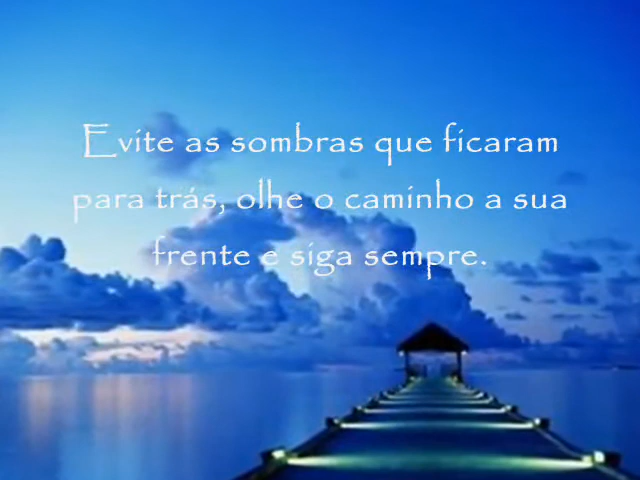 Evite as sombras que ficaram
para trás, olhe o caminho a sua
frente e siga sempre.